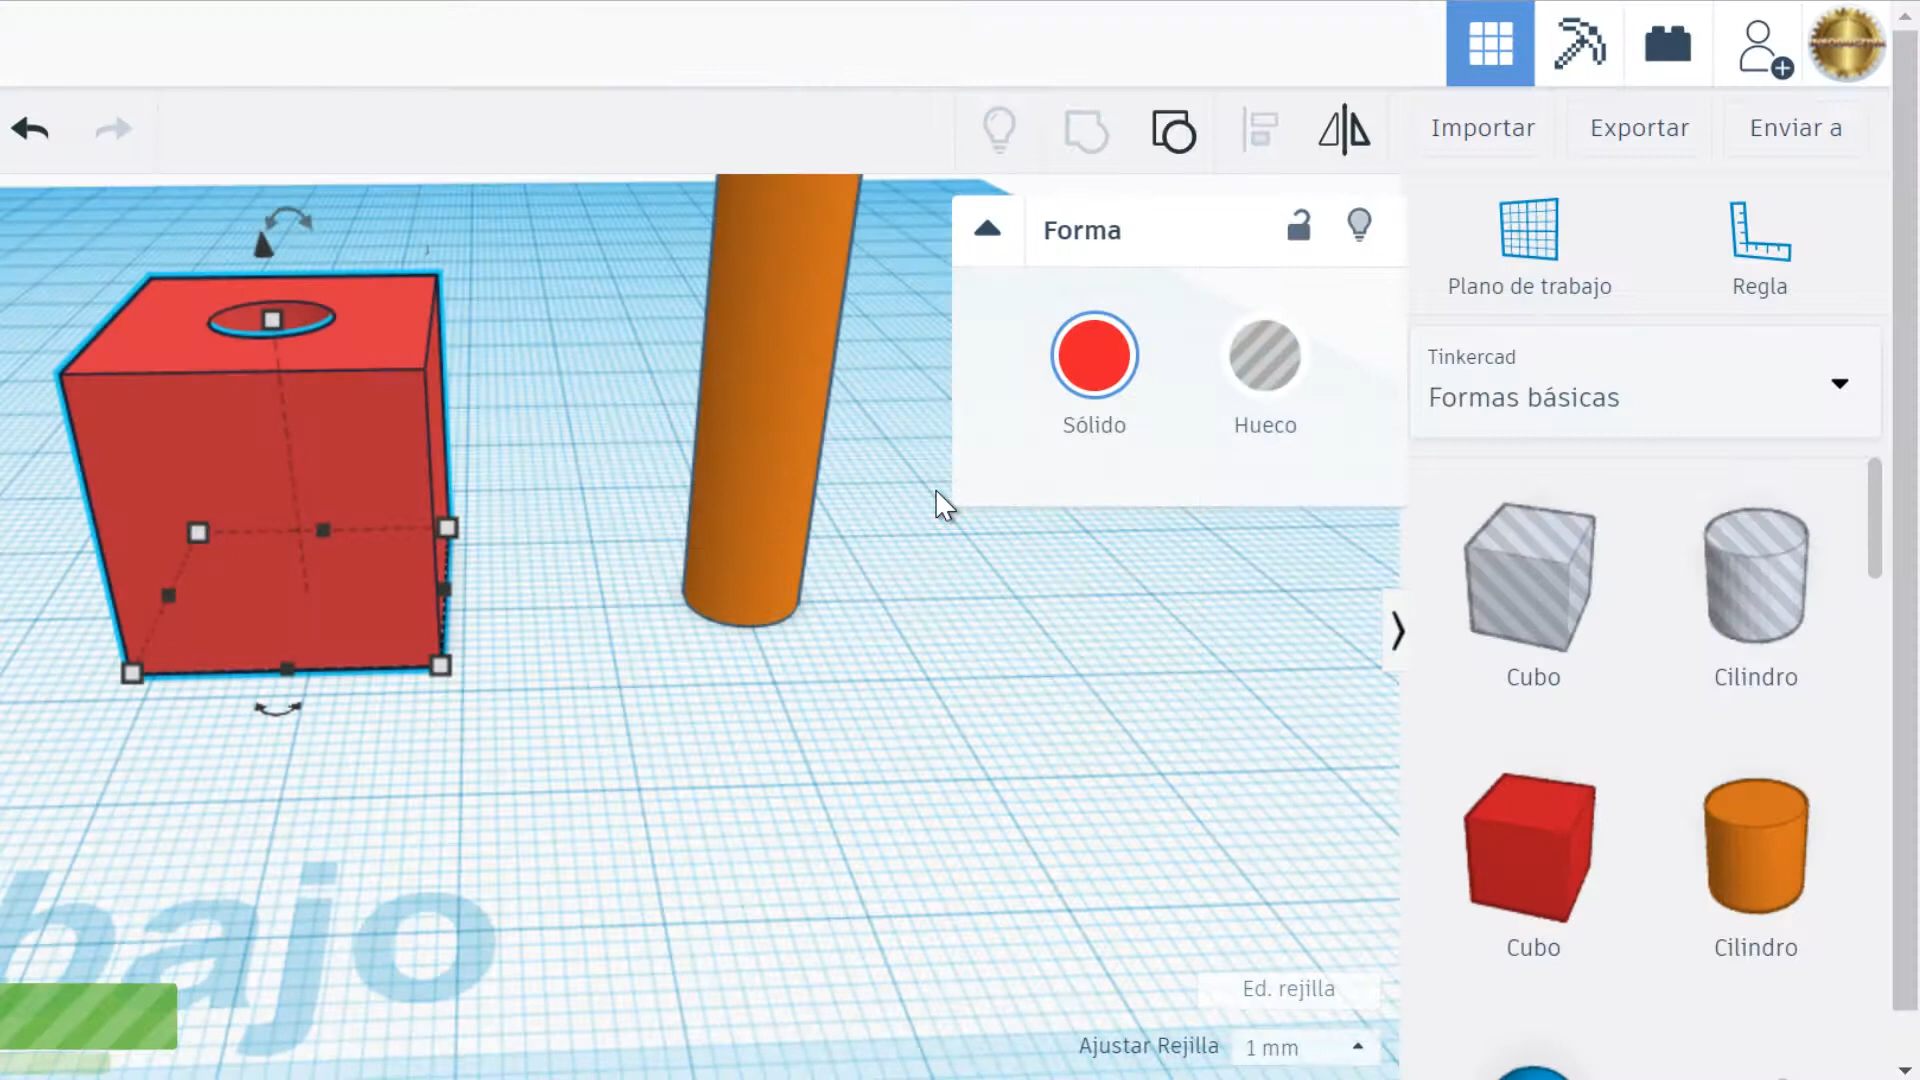 Importar
Exportar
Enviar a
Forma
Sólido
Hueco
Plano de trabajo
Regla
Tinkercad
Formas básicas
Cubo
Cilindro
Cubo
Cilindro
bajo
Ed. rejilla
Ajustar Rejilla
1 mm